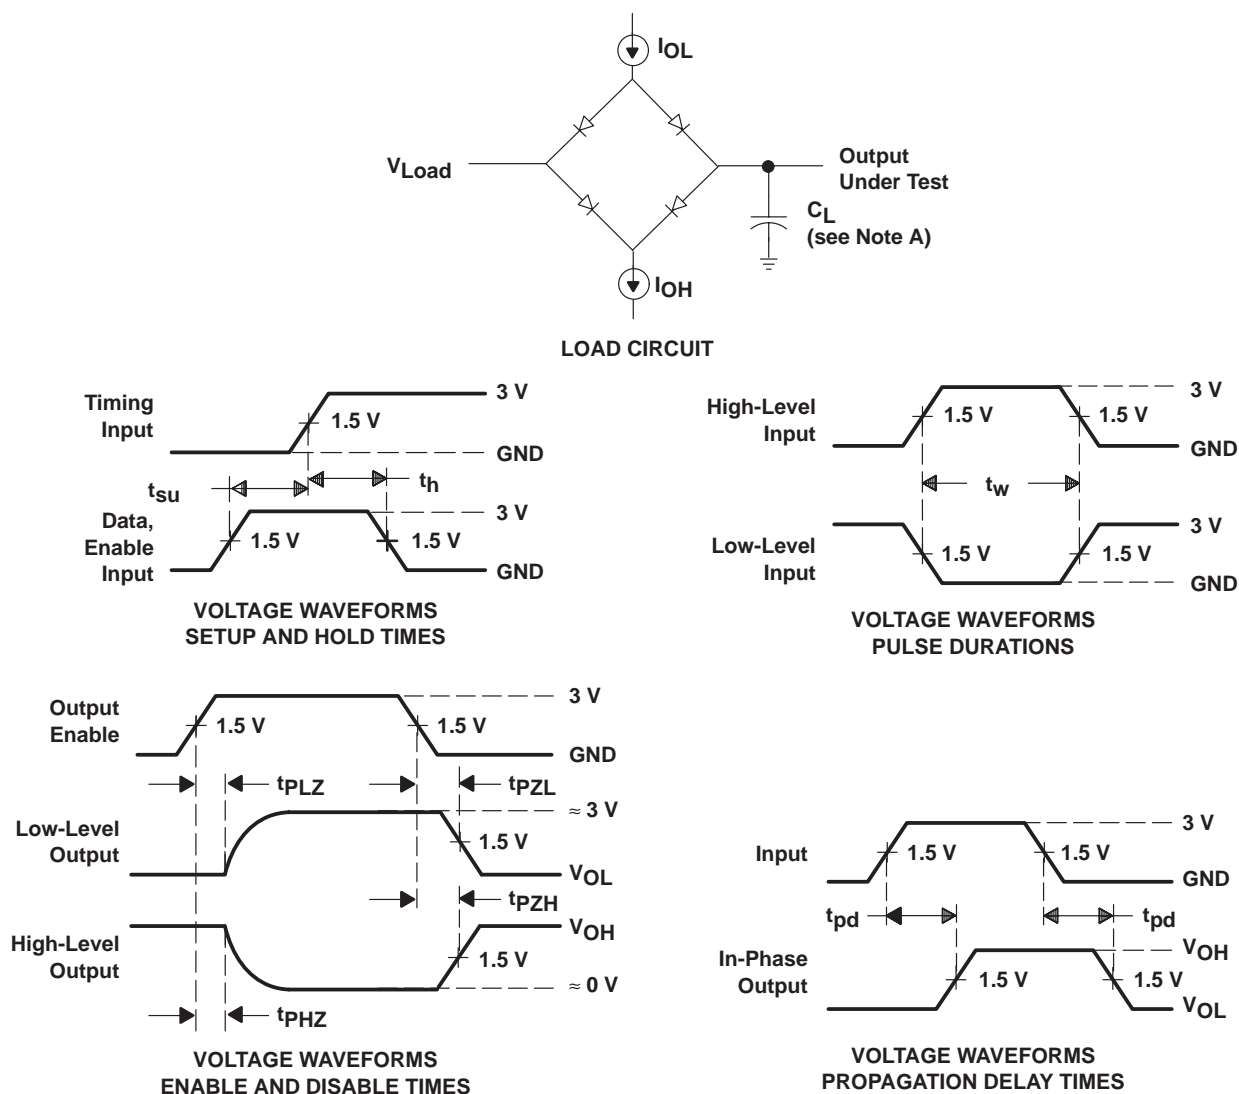 IOL
VLoad
Output
Under Test
CL
(see Note A)
IOH
LOAD CIRCUIT
Timing
Input
3 V
1.5 V
GND
tsu
th
Data,
Enable
Input
3 V
1.5 V
1.5 V
GND
VOLTAGE WAVEFORMS
SETUP AND HOLD TIMES
High-Level
Input
3 V
1.5 V
1.5 V
GND
tw
Low-Level
Input
3 V
1.5 V
1.5 V
GND
VOLTAGE WAVEFORMS
PULSE DURATIONS
Output
Enable
3 V
1.5 V
1.5 V
GND
tPLZ
tPZL
Low-Level
Output
≈ 3 V
1.5 V
VOL
tPZH
High-Level
Output
VOH
1.5 V
≈ 0 V
tPHZ
VOLTAGE WAVEFORMS
ENABLE AND DISABLE TIMES
Input
3 V
1.5 V
1.5 V
GND
tpd
tpd
In-Phase
Output
VOH
1.5 V
1.5 V
VOL
VOLTAGE WAVEFORMS
PROPAGATION DELAY TIMES